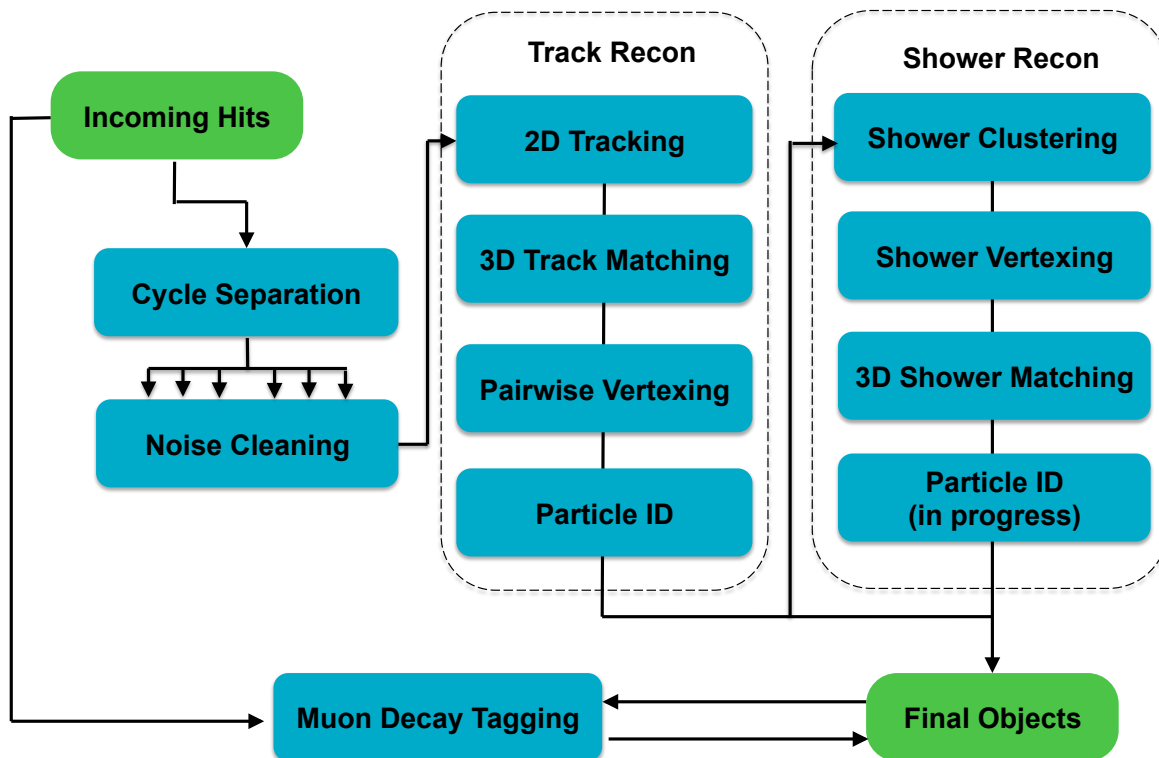 Incoming Hits
Cycle Separation
Noise Cleaning
Track Recon
2D Tracking
3D Track Matching
Pairwise Vertexing
Particle ID
Shower Recon
Shower Clustering
Shower Vertexing
3D Shower Matching
Particle ID
(in progress)
Muon Decay Tagging
Final Objects